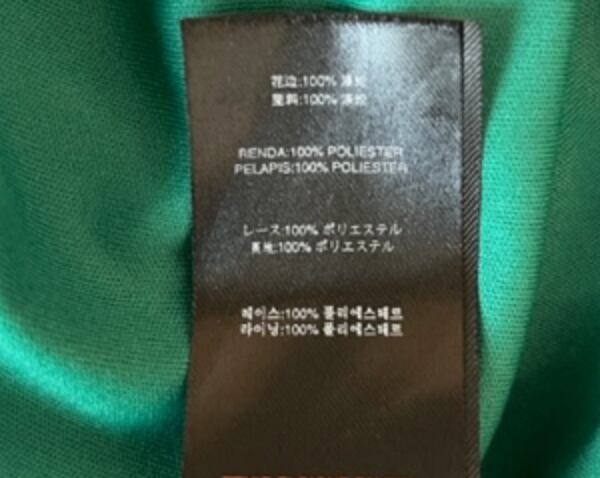 花边:100% 涤纶
里料:100% 涤纶
RENDA:100% POLIESTER
PELAPIS:100% POLIESTER
レース:100% ポリエステル
裏地:100% ポリエステル
레이스:100% 폴리에스테르
라이닝:100% 폴리에스테르